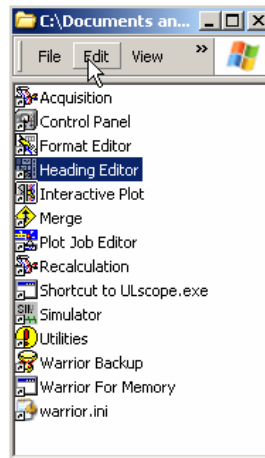 C:\Documents an...
File Edit View »
Acquisition
Control Panel
Format Editor
Heading Editor
Interactive Plot
Merge
Plot Job Editor
Recalculation
Shortcut to ULscope.exe
Simulator
Utilities
Warrior Backup
Warrior For Memory
warrior.ini